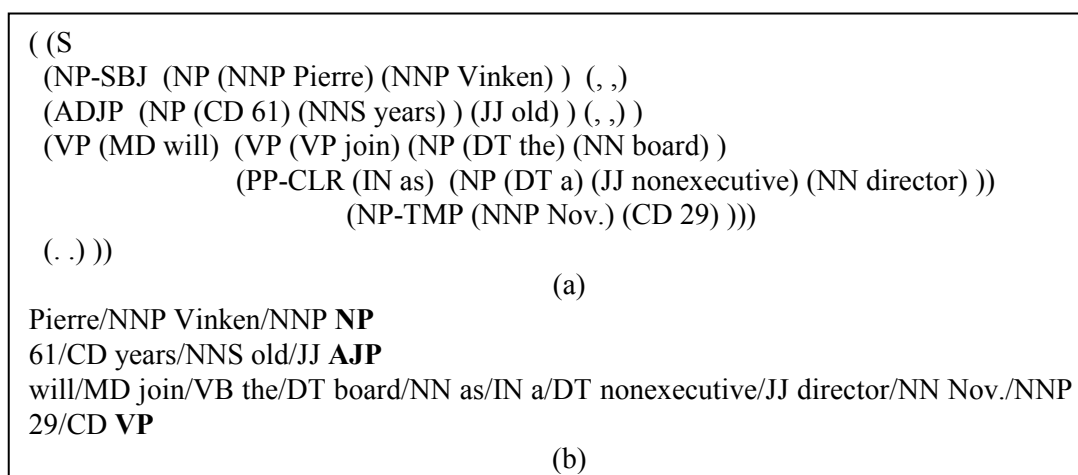 ( (S
(NP-SBJ (NP (NNP Pierre) (NNP Vinken) ) (, ,)
(ADJP (NP (CD 61) (NNS years) ) (JJ old) ) (, ,) )
(VP (MD will) (VP (VP join) (NP (DT the) (NN board) )
(PP-CLR (IN as) (NP (DT a) (JJ nonexecutive) (NN director) ))
(NP-TMP (NNP Nov.) (CD 29) )))
(. .) ))
(a)
Pierre/NNP Vinken/NNP NP
61/CD years/NNS old/JJ AJP
will/MD join/VB the/DT board/NN as/IN a/DT nonexecutive/JJ director/NN Nov./NNP
29/CD VP
(b)